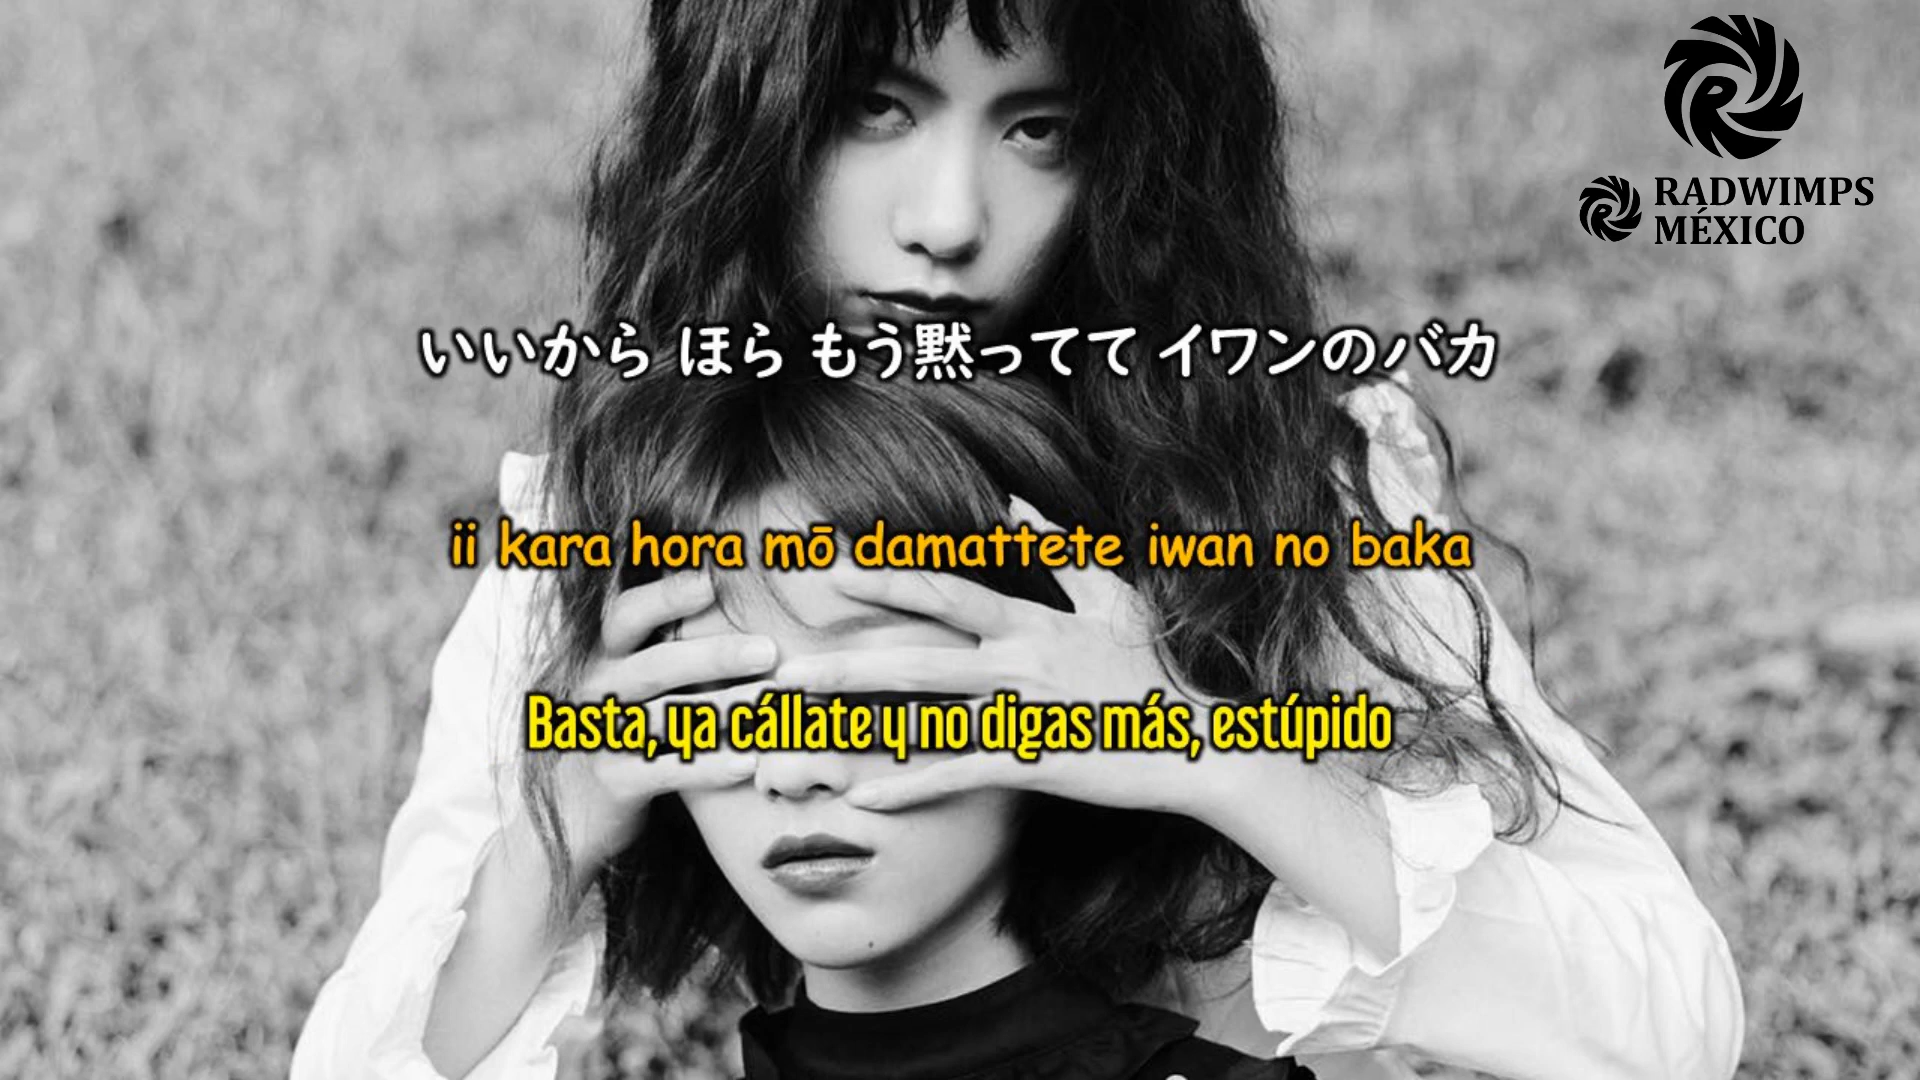 RADWIMPS
MÉXICO
いいから ほら もう黙ってて イワンのバカ
ii kara hora mō damattete iwan no baka
Basta, ya cállate y no digas más, estúpido